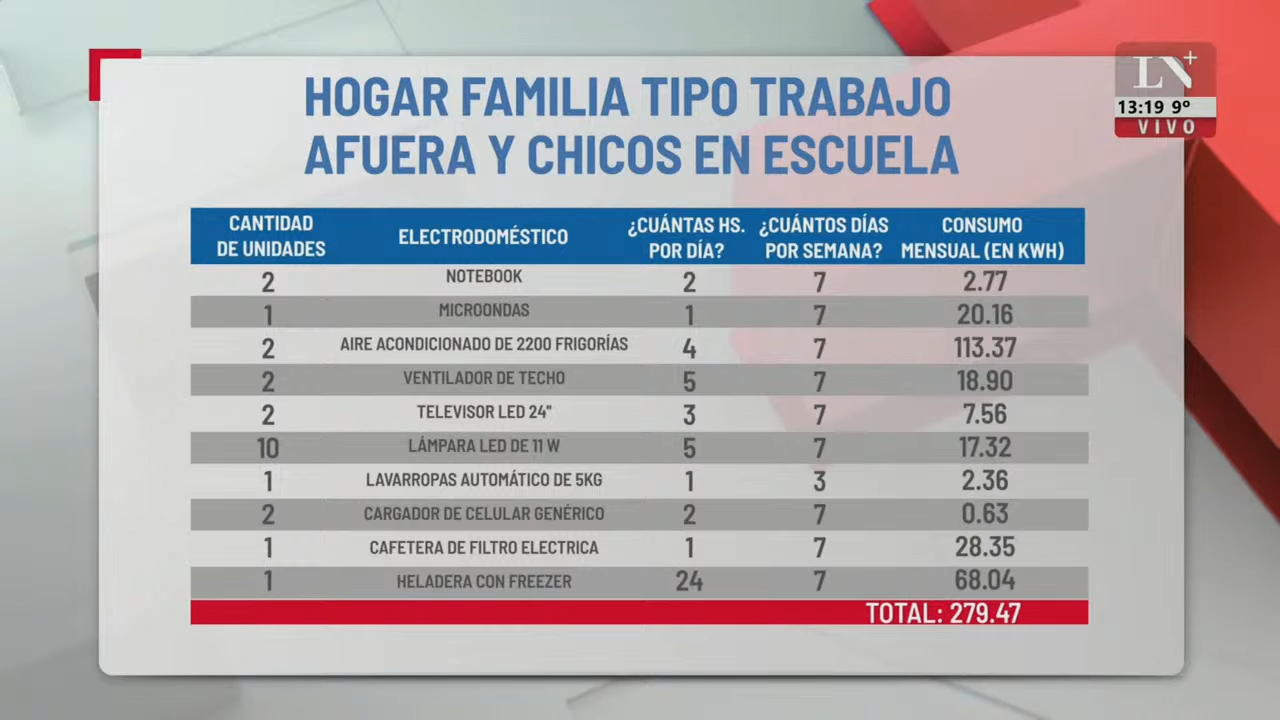 HOGAR FAMILIA TIPO TRABAJO
AFUERA Y CHICOS EN ESCUELA
LN+
13:19 9º
VIVO
CANTIDAD DE UNIDADES ELECTRODOMÉSTICO ¿CUÁNTAS HS. POR DÍA? ¿CUÁNTOS DÍAS POR SEMANA? CONSUMO MENSUAL (EN KWH)
2 NOTEBOOK 2 7 2.77
1 MICROONDAS 1 7 20.16
2 AIRE ACONDICIONADO DE 2200 FRIGORÍAS 4 7 113.37
2 VENTILADOR DE TECHO 5 7 18.90
2 TELEVISOR LED 24" 3 7 7.56
10 LÁMPARA LED DE 11 W 5 7 17.32
1 LAVARROPAS AUTOMÁTICO DE 5KG 1 3 2.36
2 CARGADOR DE CELULAR GENÉRICO 2 7 0.63
1 CAFETERA DE FILTRO ELECTRICA 1 7 28.35
1 HELADERA CON FREEZER 24 7 68.04
TOTAL: 279.47